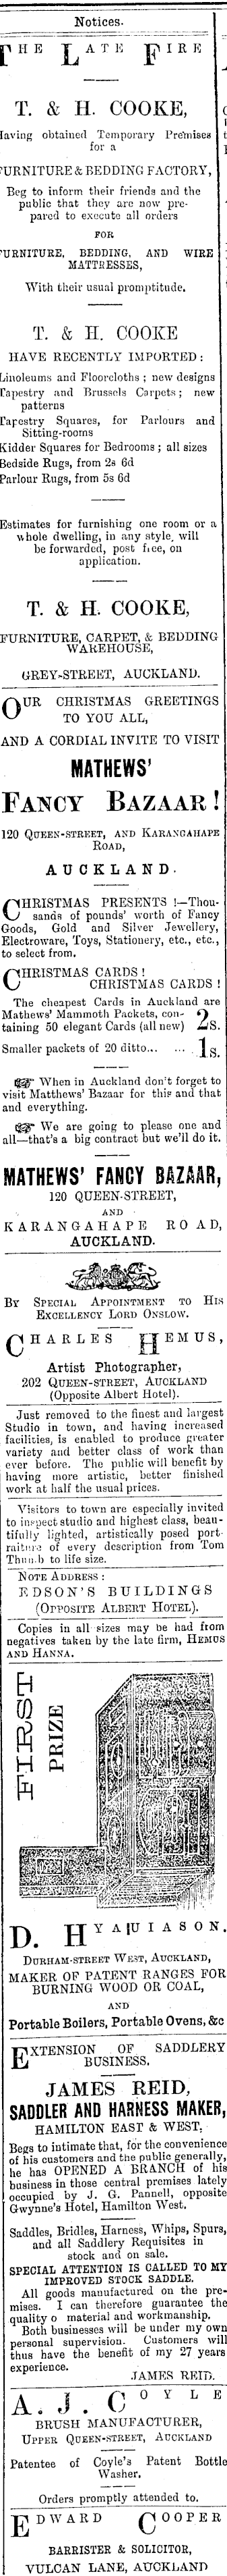 Notices.
THE LATE FIRE
T. & H. COOKE,
Having obtained Temporary Premises
for a
FURNITURE & BEDDING FACTORY,
Beg to inform their friends and the
public that they are now pre-
pared to execute all orders
FOR
FURNITURE, BEDDING, AND WIRE
MATTRESSES,
With their usual promptitude.
T. & H. COOKE
HAVE RECENTLY IMPORTED :
Linoleums and Floorcloths ; new designs
Tapestry and Brussels Carpets ; new
patterns
Tapestry Squares, for Parlours and
Sitting-rooms
Kidder Squares for Bedrooms ; all sizes
Bedside Rugs, from 2s 6d
Parlour Rugs, from 5s 6d
Estimates for furnishing one room or a
whole dwelling, in any style, will
be forwarded, post free, on
application.
T. & H. COOKE,
FURNITURE, CARPET, & BEDDING
WAREHOUSE,
GREY-STREET, AUCKLAND.
OUR CHRISTMAS GREETINGS
TO YOU ALL,
AND A CORDIAL INVITE TO VISIT
MATHEWS'
FANCY BAZAAR!
120 QUEEN-STREET, AND KARANGAHAPE
ROAD,
AUCKLAND.
CHRISTMAS PRESENTS !—Thou-
sands of pounds' worth of Fancy
Goods, Gold and Silver Jewellery,
Electroware, Toys, Stationery, etc., etc.,
to select from.
CHRISTMAS CARDS !
CHRISTMAS CARDS !
The cheapest Cards in Auckland are
Mathews' Mammoth Packets, con-
taining 50 elegant Cards (all new) 2s.
Smaller packets of 20 ditto... ... 1s.
When in Auckland don't forget to
visit Matthews' Bazaar for this and that
and everything.
We are going to please one and
all—that's a big contract but we'll do it.
MATHEWS' FANCY BAZAAR,
120 QUEEN-STREET,
AND
KARANGAHAPE ROAD,
AUCKLAND.
BY SPECIAL APPOINTMENT TO HIS
EXCELLENCY LORD ONSLOW.
CHARLES HEMUS,
Artist Photographer,
202 QUEEN-STREET, AUCKLAND
(Opposite Albert Hotel).
Just removed to the finest and largest
Studio in town, and having increased
facilities, is enabled to produce greater
variety and better class of work than
ever before. The public will benefit by
having more artistic, better finished
work at half the usual prices.
Visitors to town are especially invited
to inspect studio and highest class, beau-
tifully lighted, artistically posed port-
raiture of every description from Tom
Thumb to life size.
NOTE ADDRESS :
EDSON'S BUILDINGS
(OPPOSITE ALBERT HOTEL).
Copies in all sizes may be had from
negatives taken by the late firm, HEMUS
AND HANNA.
FIRST
PRIZE
D. H
DURHAM-STREET WEST, AUCKLAND,
MAKER OF PATENT RANGES FOR
BURNING WOOD OR COAL,
AND
Portable Boilers, Portable Ovens, &c
EXTENSION OF SADDLERY
BUSINESS.
JAMES REID,
SADDLER AND HARNESS MAKER,
HAMILTON EAST & WEST.
Begs to intimate that, for the convenience
of his customers and the public generally,
he has OPENED A BRANCH of his
business in those central premises lately
occupied by J. G. Pannell, opposite
Gwynne's Hotel, Hamilton West.
Saddles, Bridles, Harness, Whips, Spurs,
and all Saddlery Requisites in
stock and on sale.
SPECIAL ATTENTION IS CALLED TO MY
IMPROVED STOCK SADDLE.
All goods manufactured on the pre-
mises. I can therefore guarantee the
quality o material and workmanship.
Both businesses will be under my own
personal supervision. Customers will
thus have the benefit of my 27 years
experience.
JAMES REID.
A. J. COYLE
BRUSH MANUFACTURER,
UPPER QUEEN-STREET, AUCKLAND
Patentee of Coyle's Patent Bottle
Washer.
Orders promptly attended to.
EDWARD COOPER
BARRISTER & SOLICITOR,
VULCAN LANE, AUCKLAND